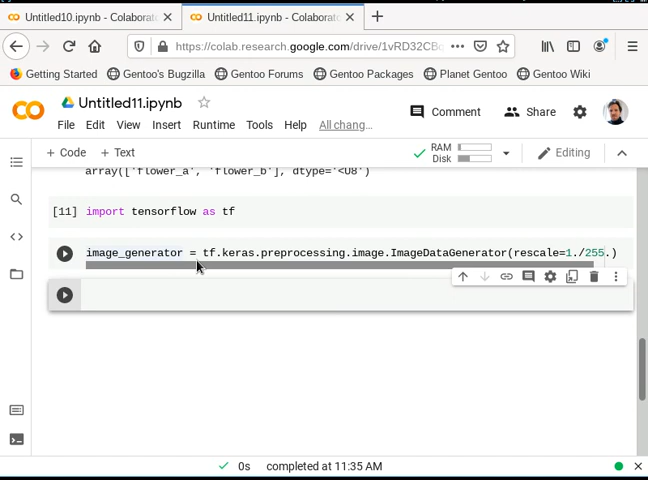 Untitled10.ipynb - Colaborat
Untitled11.ipynb - Colaborat
https://colab.research.google.com/drive/1vRD32CBc
Getting Started
Gentoo's Bugzilla
Gentoo Forums
Gentoo Packages
Planet Gentoo
Gentoo Wiki
Untitled11.ipynb
Comment
Share
File Edit View Insert Runtime Tools Help All chang...
+ Code + Text
RAM
Disk
Editing
array(['flower_a', 'flower_b'], dtype='<U8')
[11] import tensorflow as tf
image_generator = tf.keras.preprocessing.image.ImageDataGenerator(rescale=1./255.)
0s completed at 11:35 AM